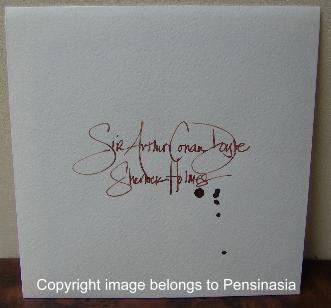 Sir Arthur Conan Doyle
Sherlock Holmes
Copyright image belongs to Pensinasia